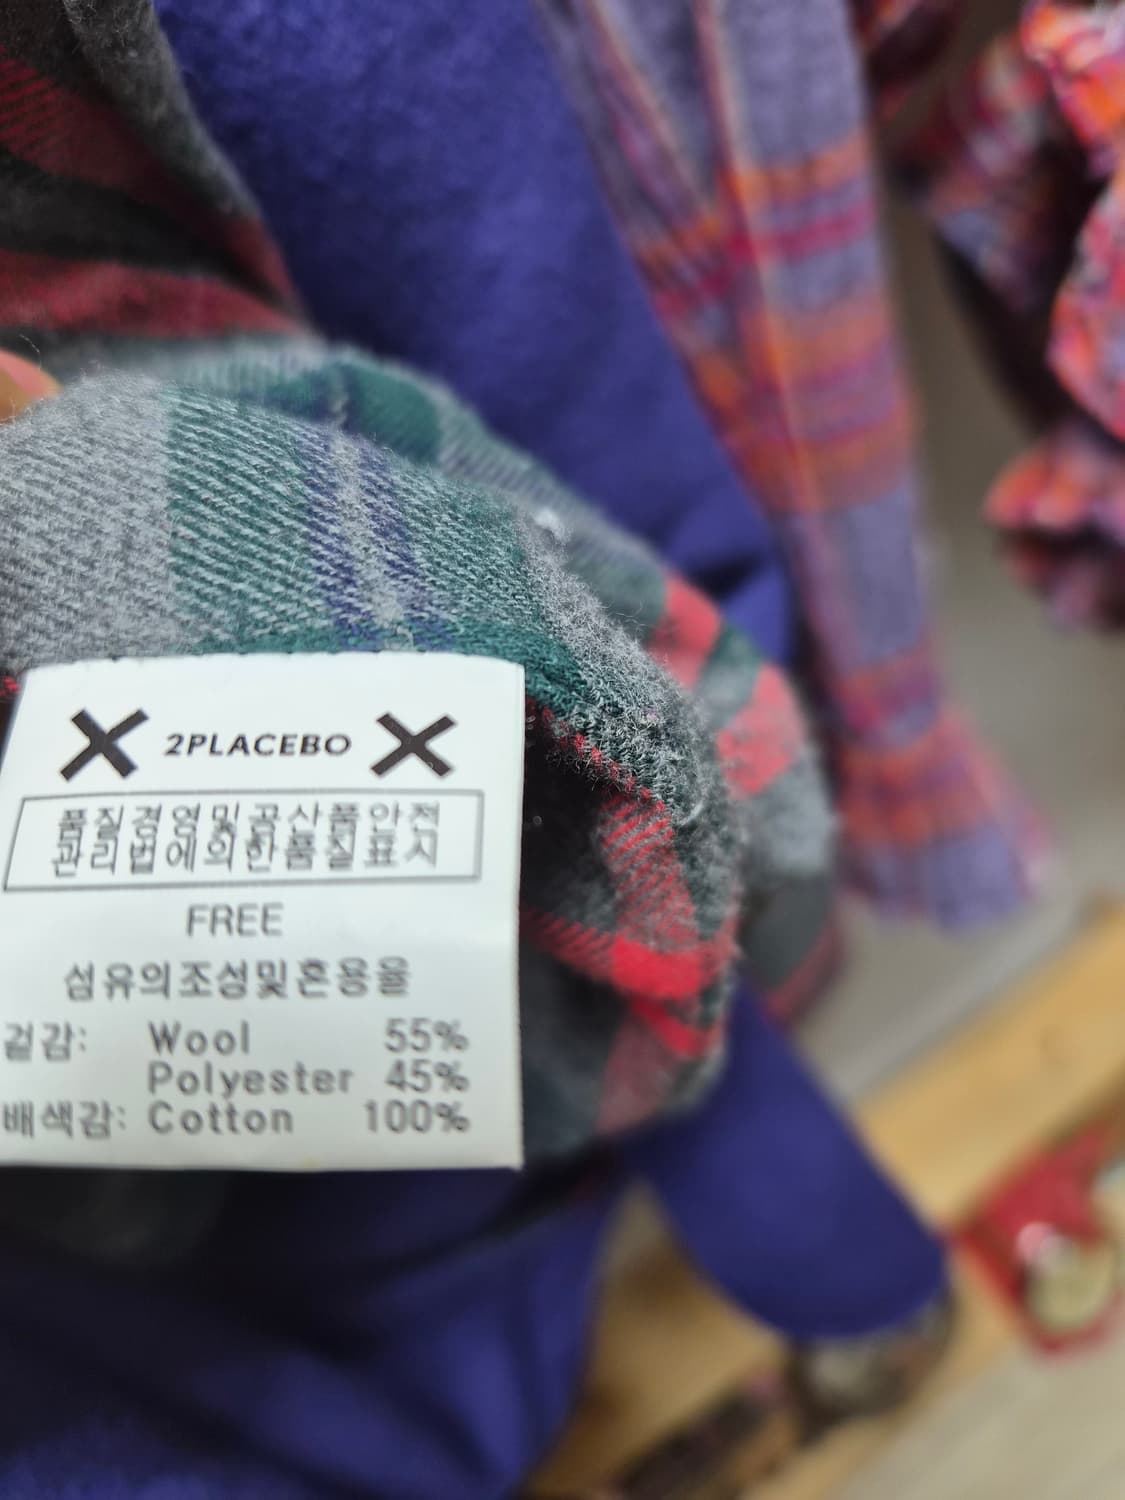 2PLACEBO
품질경영및공산품안전
관리법에의한품질표시
FREE
섬유의조성및혼용율
겉감: Wool 55%
Polyester 45%
배색감: Cotton 100%